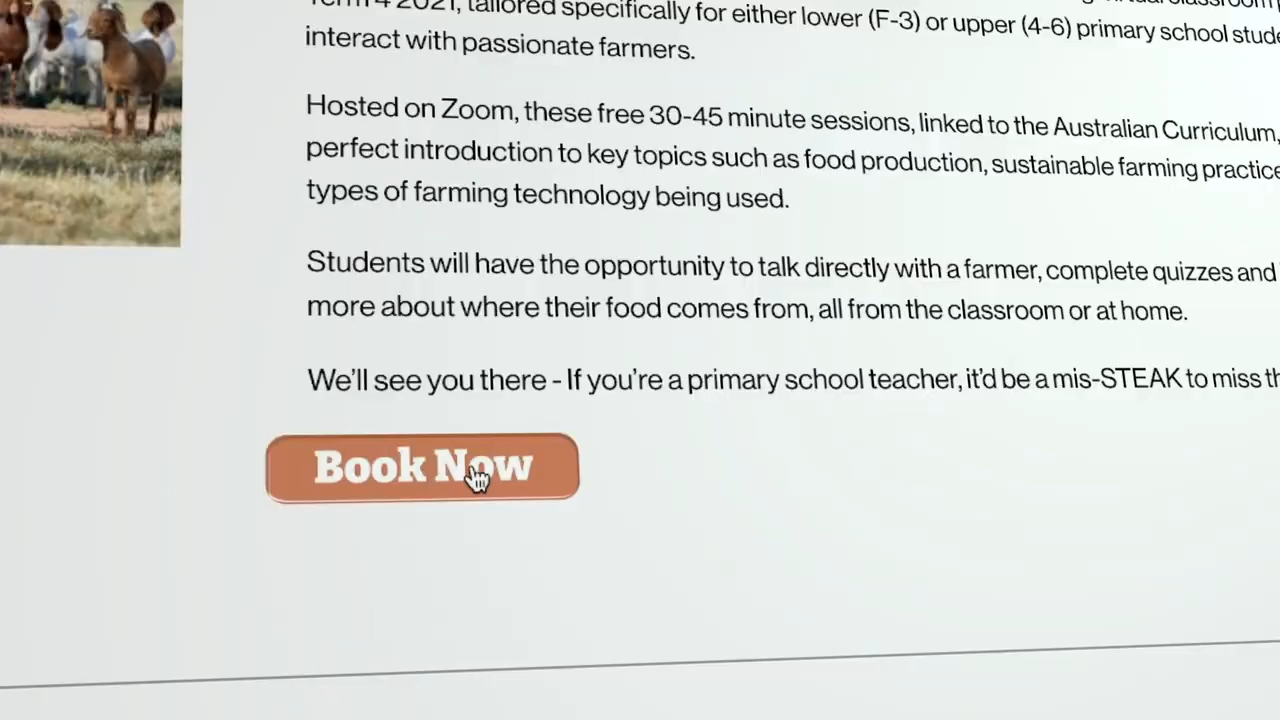 Term 4 2021, tailored specifically for either lower (F-3) or upper (4-6) primary school
interact with passionate farmers.
Hosted on Zoom, these free 30-45 minute sessions, linked to the Australian Curriculum,
perfect introduction to key topics such as food production, sustainable farming
types of farming technology being used.
Students will have the opportunity to talk directly with a farmer, complete quizzes and
more about where their food comes from, all from the classroom or at home.
We'll see you there - If you're a primary school teacher, it'd be a mis-STEAK to miss
Book Now